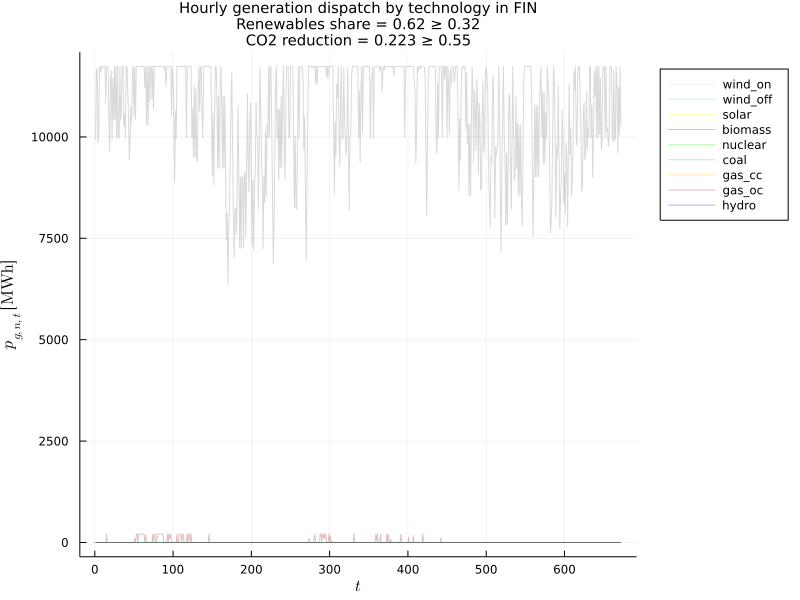 Hourly generation dispatch by technology in FIN
Renewables share = 0.62 ≥ 0.32
CO2 reduction = 0.223 ≥ 0.55
wind_on
wind_off
solar
biomass
nuclear
coal
gas_cc
gas_oc
hydro
10000
7500
5000
2500
0
p g, n, t [MWh]
0 100 200 300 400 500 600
t